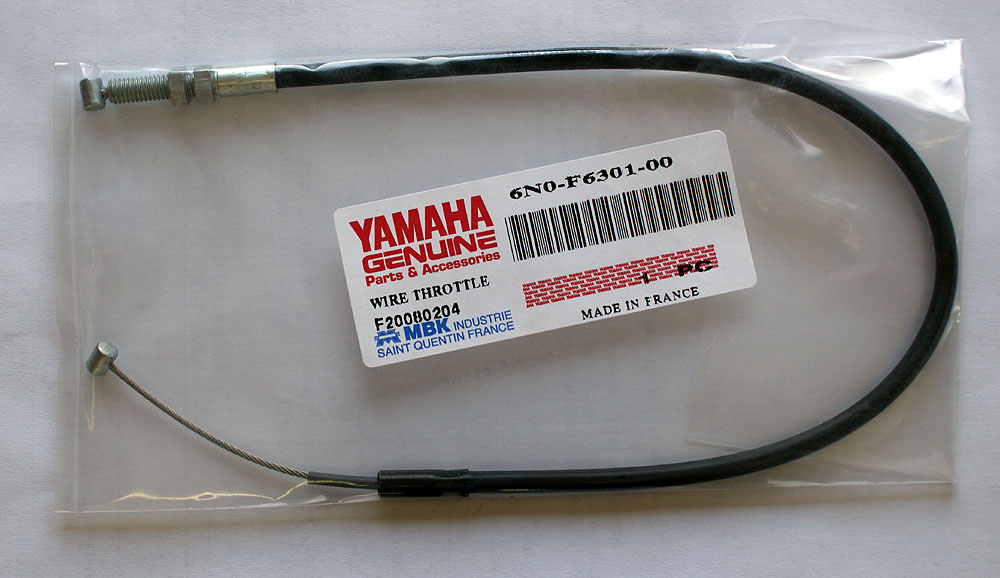 YAMAHA
GENUINE
Parts & Accessories
WIRE THROTTLE
F20080204
MBK INDUSTRIE
SAINT QUENTIN FRANCE
6N0-F6301-00
1 PC
MADE IN FRANCE